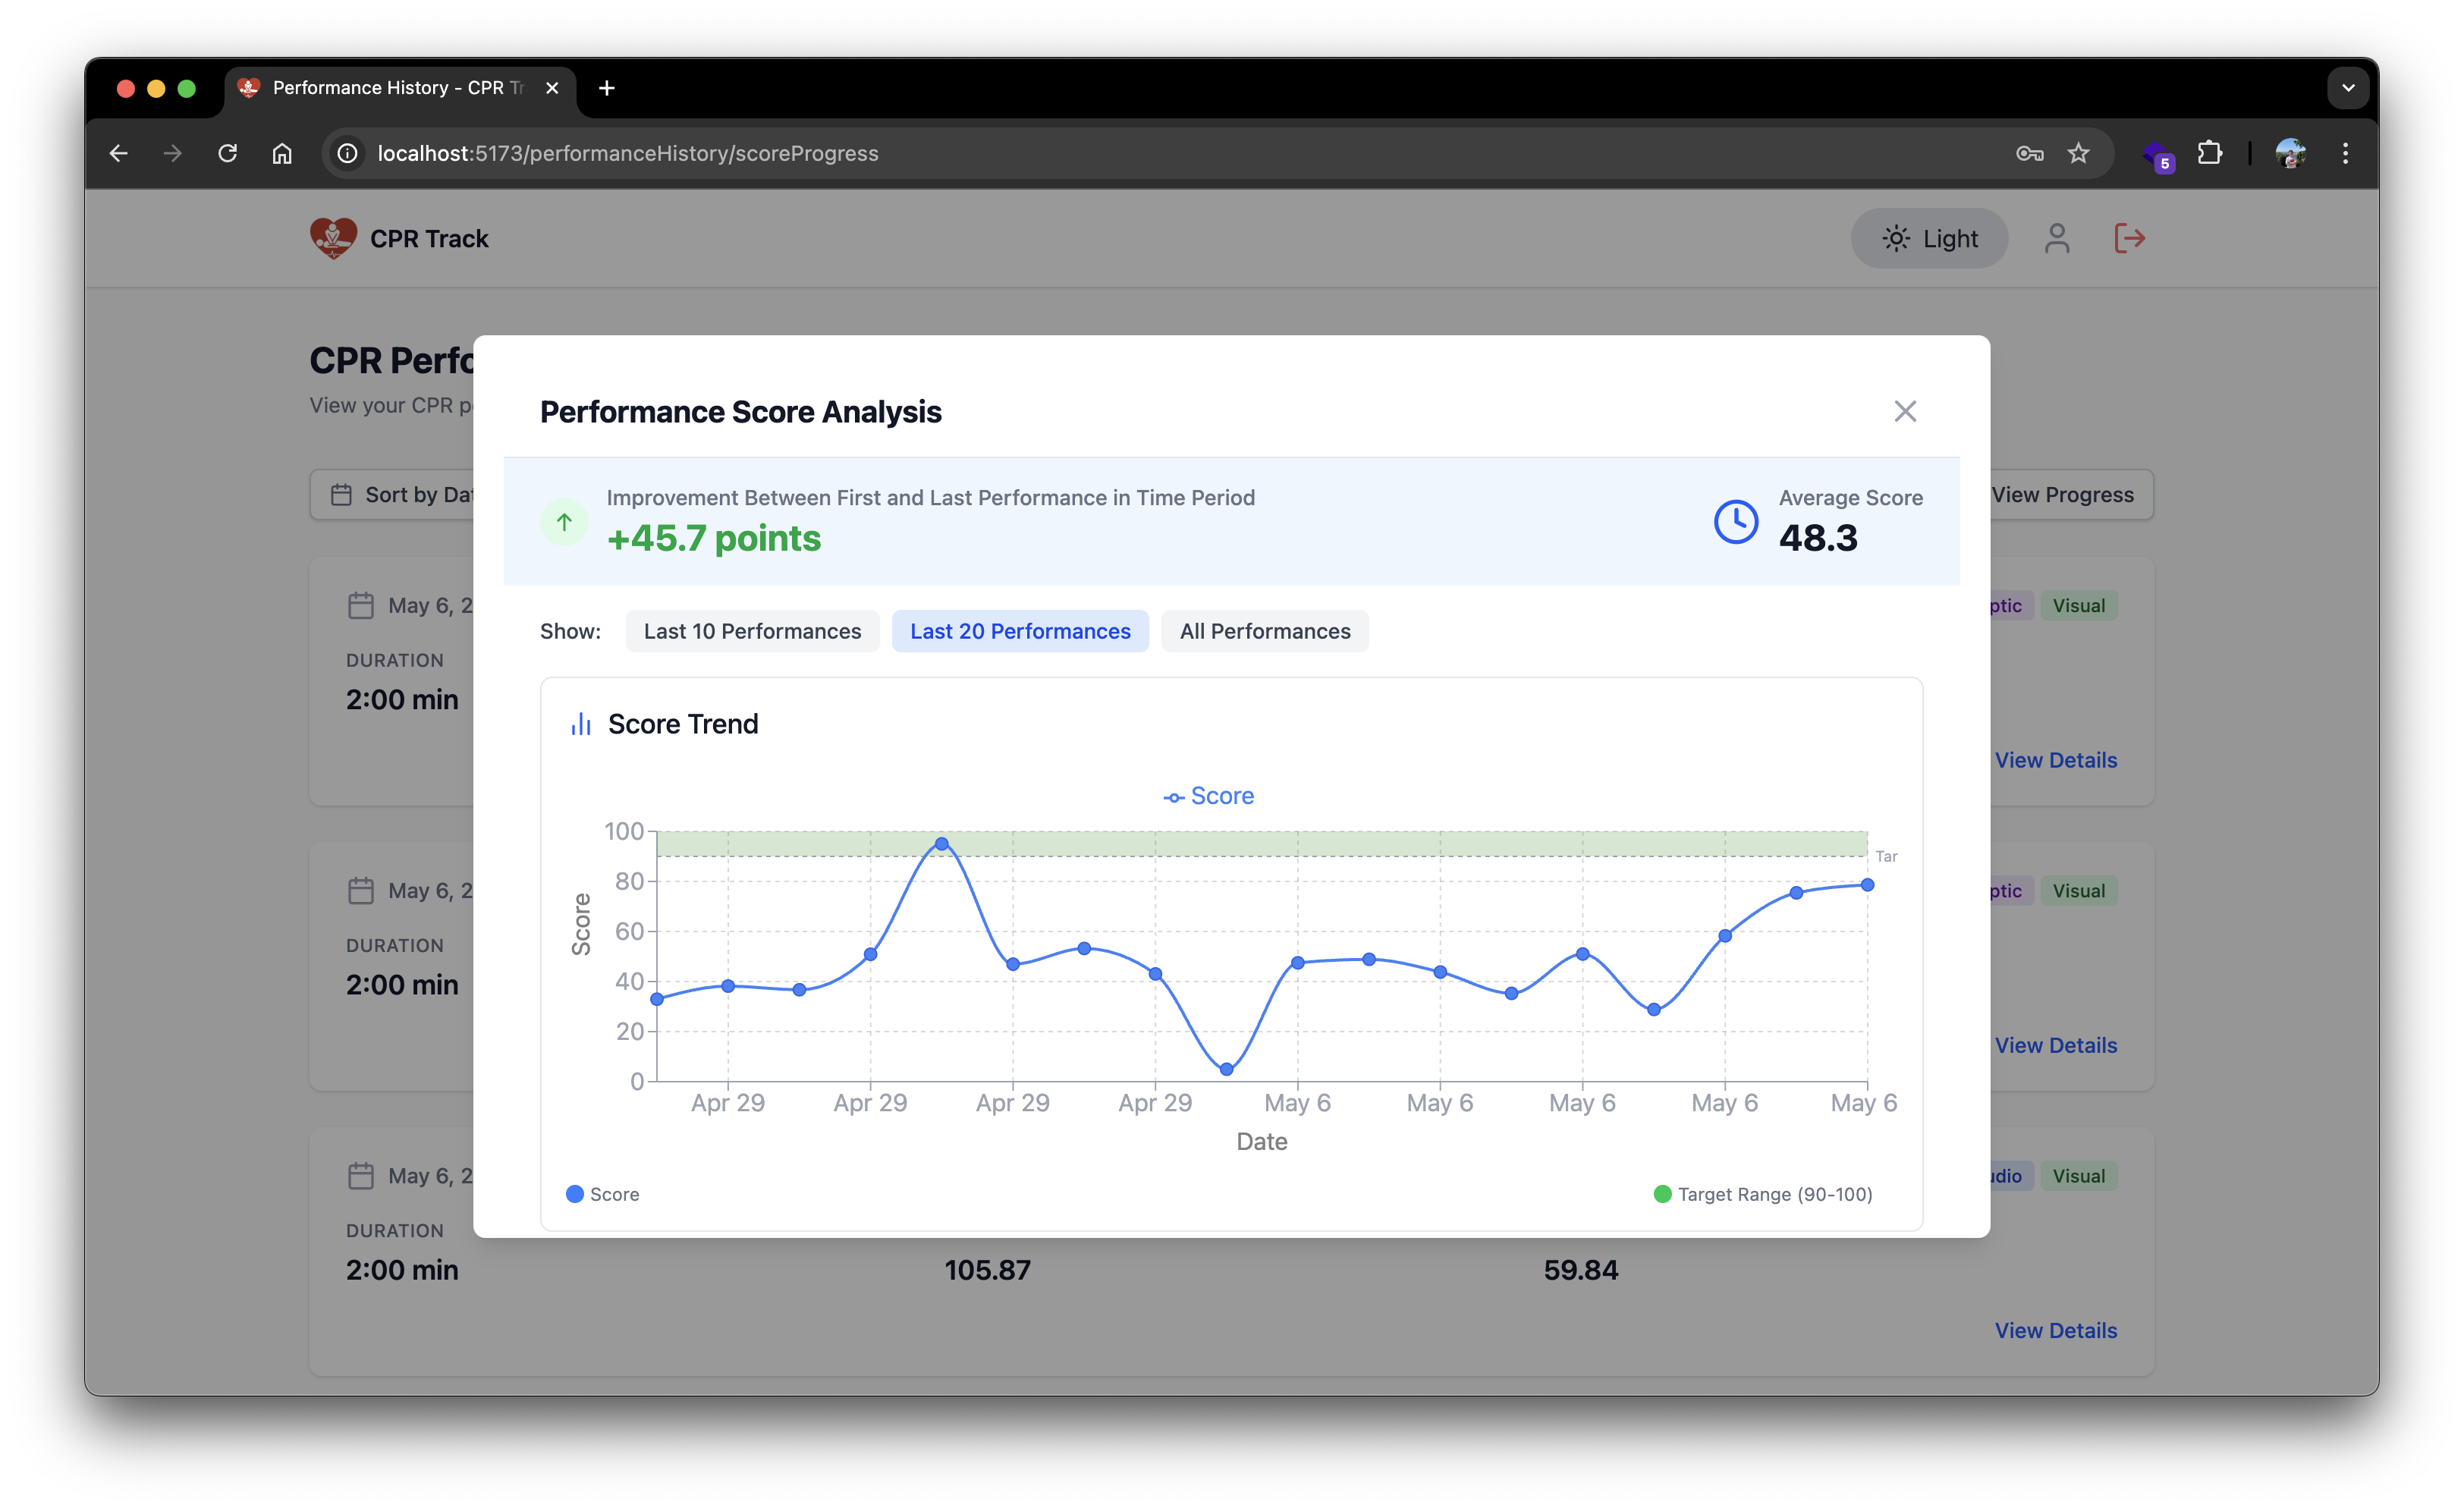 Performance History - CPR Tr
localhost:5173/performanceHistory/scoreProgress
5
CPR Track
Light
CPR Perfo
View your CPR p
Sort by Dat
View Progress
Performance Score Analysis
Improvement Between First and Last Performance in Time Period
+45.7 points
Average Score
48.3
Show:
Last 10 Performances
Last 20 Performances
All Performances
Score Trend
Score
100
80
60
40
20
0
Score
Tar
Apr 29
Apr 29
Apr 29
Apr 29
May 6
May 6
May 6
May 6
May 6
Date
Score
Target Range (90-100)
May 6, 2
DURATION
2:00 min
ptic
Visual
View Details
May 6, 2
DURATION
2:00 min
ptic
Visual
View Details
May 6, 2
DURATION
2:00 min
105.87
59.84
udio
Visual
View Details